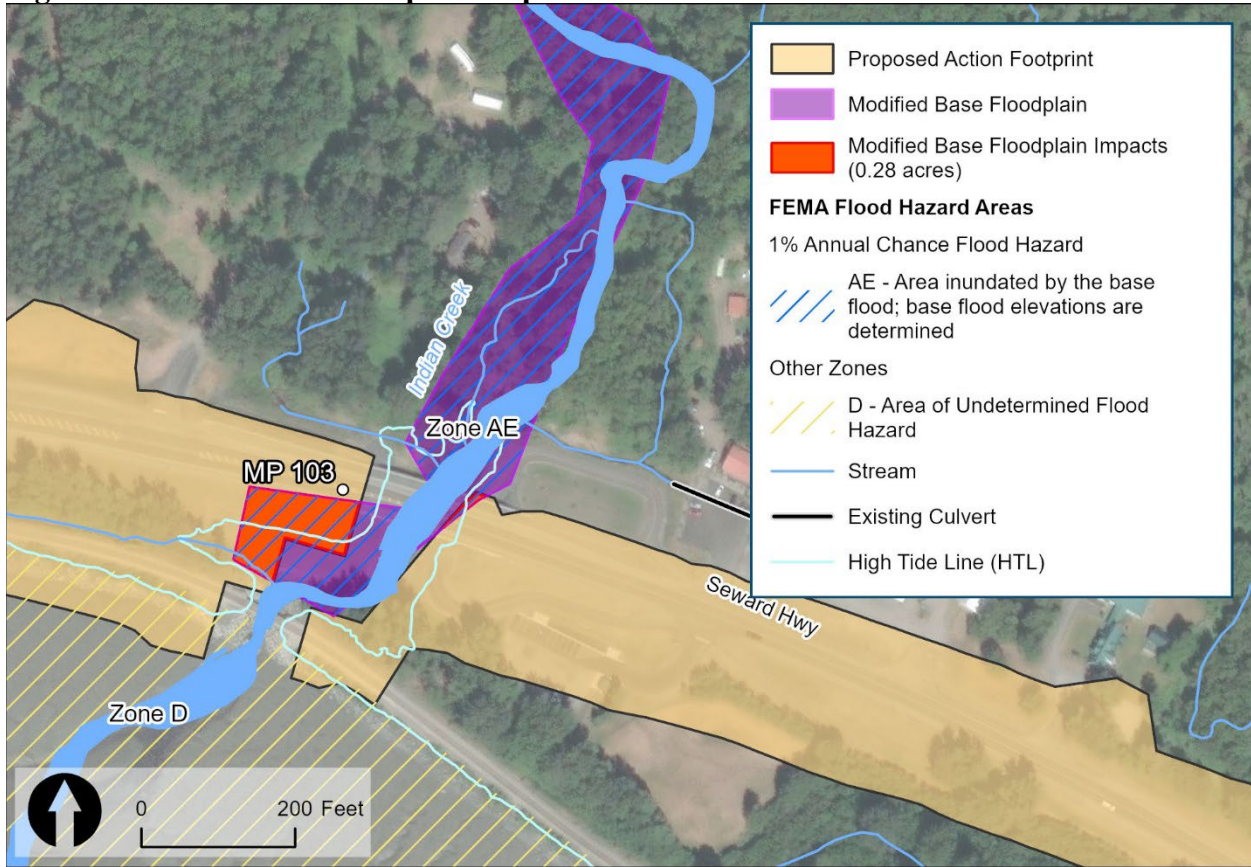 Proposed Action Footprint
Modified Base Floodplain
Modified Base Floodplain Impacts
(0.28 acres)
FEMA Flood Hazard Areas
1% Annual Chance Flood Hazard
AE - Area inundated by the base
flood; base flood elevations are
determined
Other Zones
D - Area of Undetermined Flood
Hazard
Stream
Existing Culvert
High Tide Line (HTL)
Indian Creek
Zone AE
MP 103
Seward Hwy
Zone D
0 200 Feet